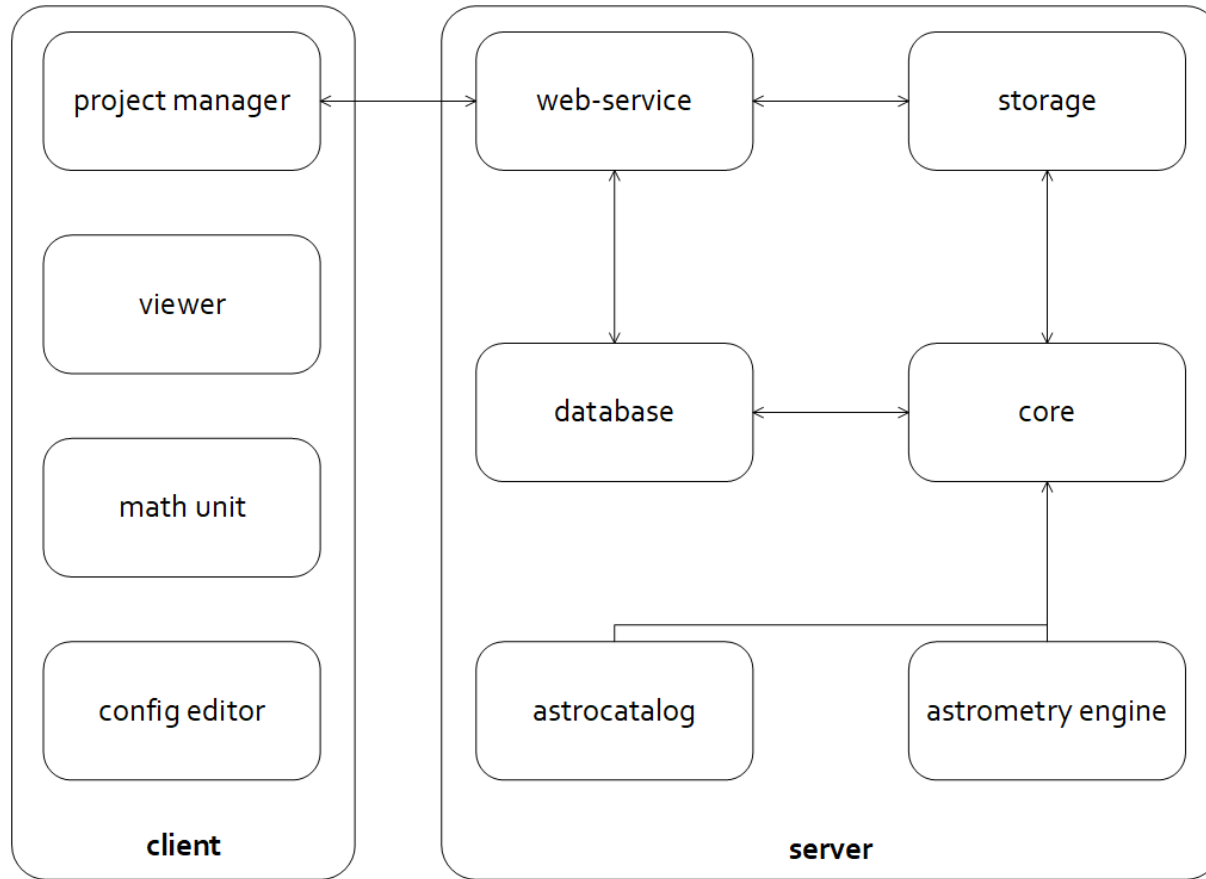 project manager
web-service
storage
viewer
database
core
math unit
config editor
astrocatalog
astrometry engine
client
server